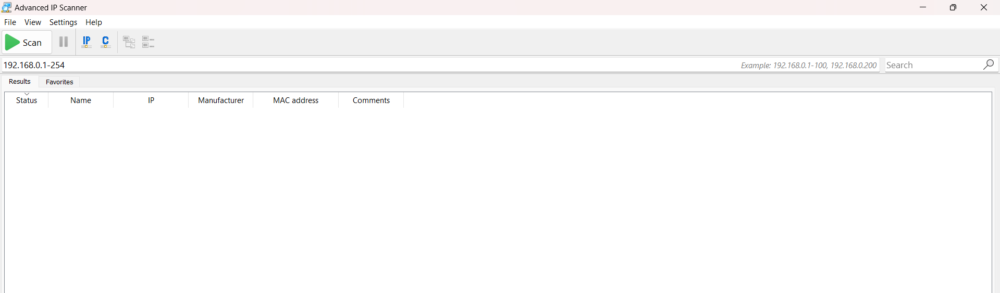 Advanced IP Scanner
File View Settings Help
Scan IP C
192.168.0.1-254 Example: 192.168.0.1-100, 192.168.0.200 Search
Results Favorites
Status Name IP Manufacturer MAC address Comments